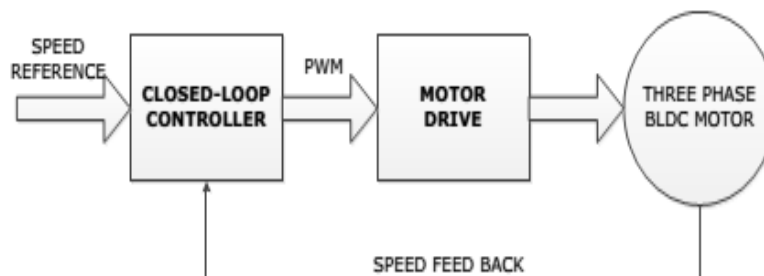 SPEED
REFERENCE
CLOSED-LOOP
CONTROLLER
PWM
MOTOR
DRIVE
THREE PHASE
BLDC MOTOR
SPEED FEED BACK